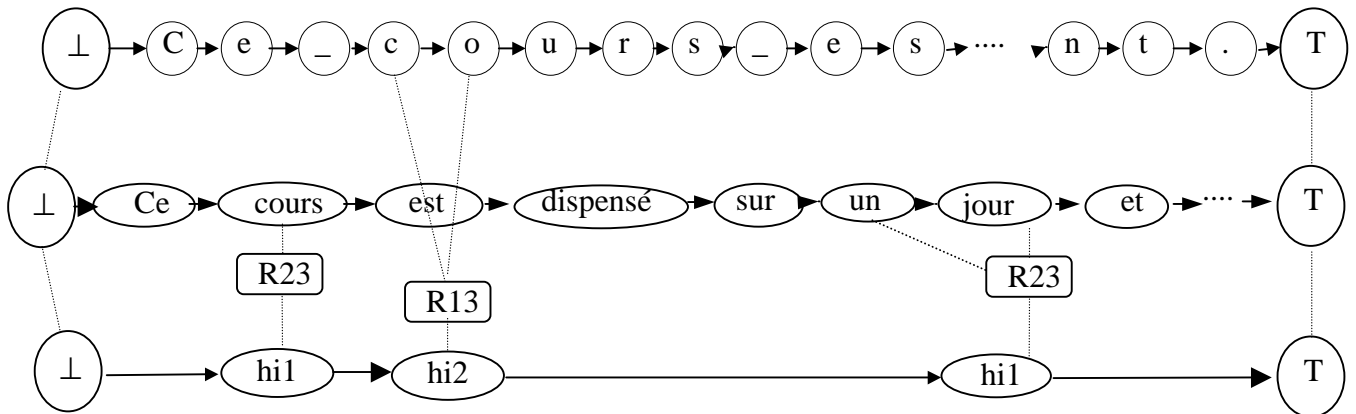 ⊥ C e _ c o u r s _ e s .... n t . T
⊥ Ce cours est dispensé sur un jour et .... T
R23 R13 R23
⊥ hi1 hi2 hi1 T